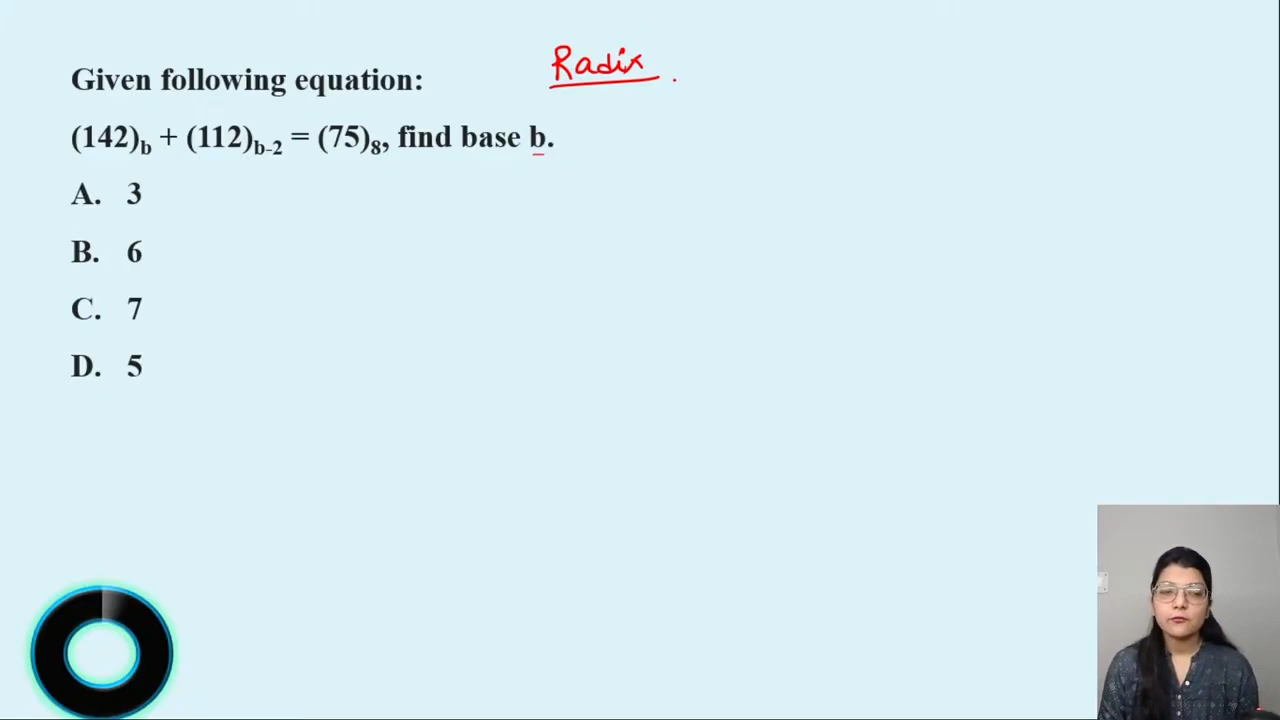 Radix
Given following equation:
(142)b + (112)b-2 = (75)8, find base b.
A. 3
B. 6
C. 7
D. 5